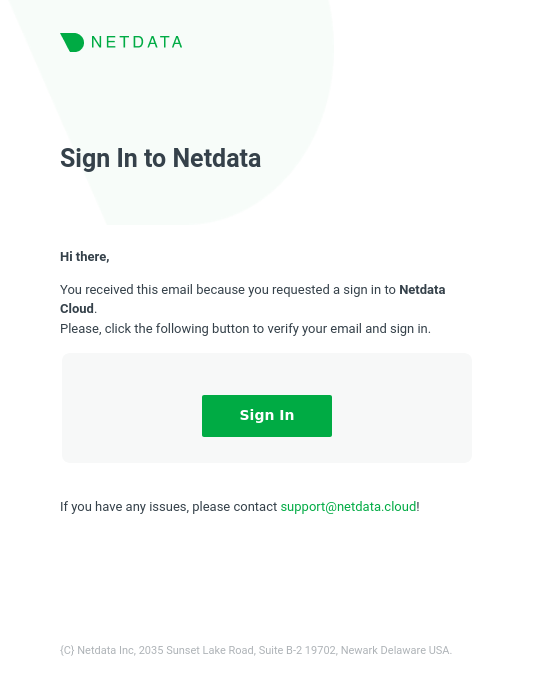 NETDATA
Sign In to Netdata
Hi there,
You received this email because you requested a sign in to Netdata
Cloud.
Please, click the following button to verify your email and sign in.
Sign In
If you have any issues, please contact support@netdata.cloud!
{C} Netdata Inc, 2035 Sunset Lake Road, Suite B-2 19702, Newark Delaware USA.